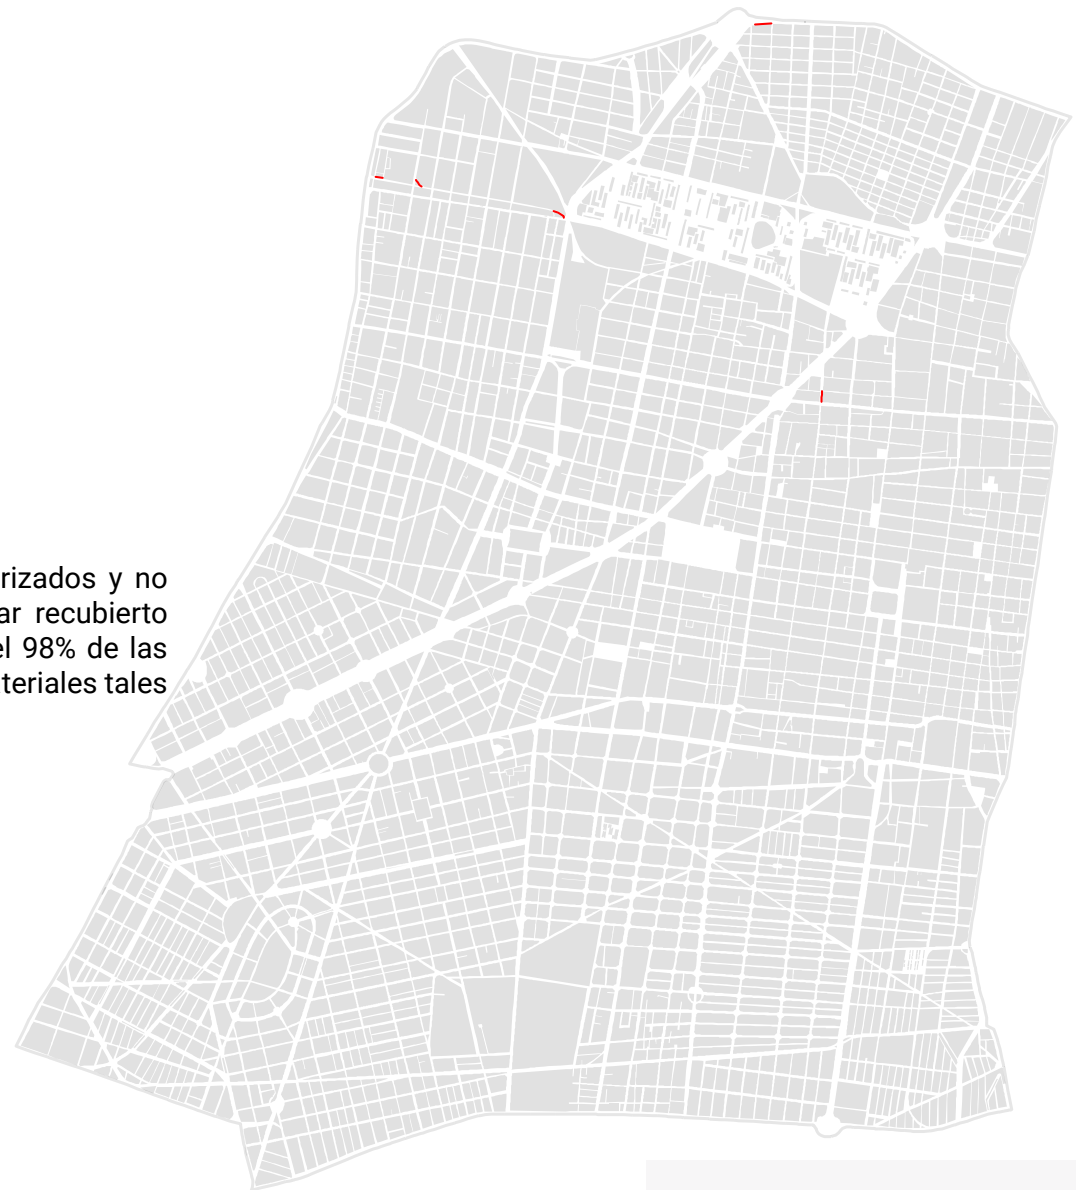 rizados y no
ar recubierto
el 98% de las
teriales tales